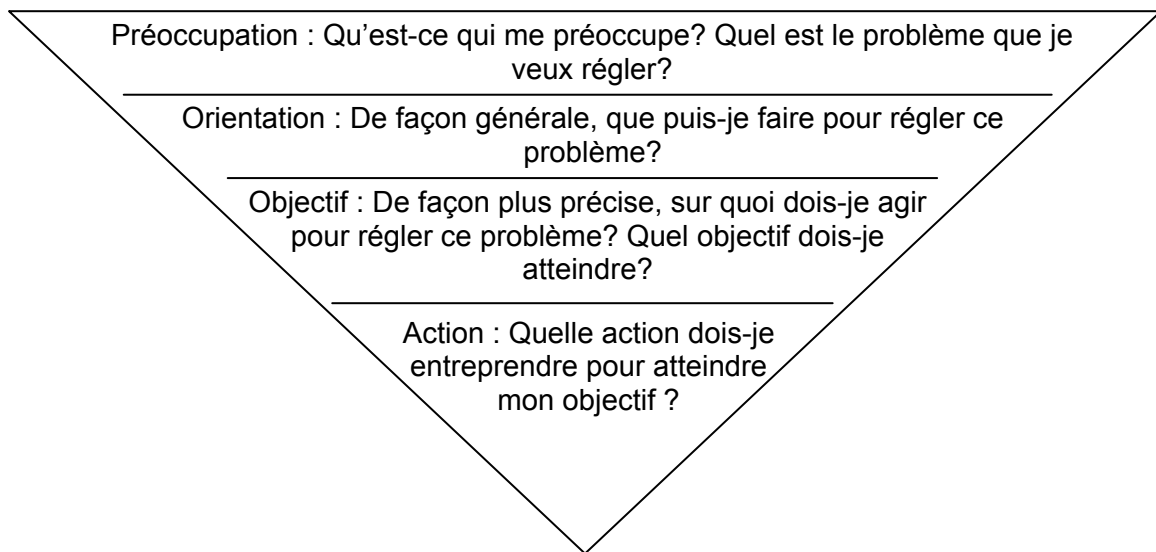 Préoccupation : Qu’est-ce qui me préoccupe? Quel est le problème que je
veux régler?
Orientation : De façon générale, que puis-je faire pour régler ce
problème?
Objectif : De façon plus précise, sur quoi dois-je agir
pour régler ce problème? Quel objectif dois-je
atteindre?
Action : Quelle action dois-je
entreprendre pour atteindre
mon objectif ?